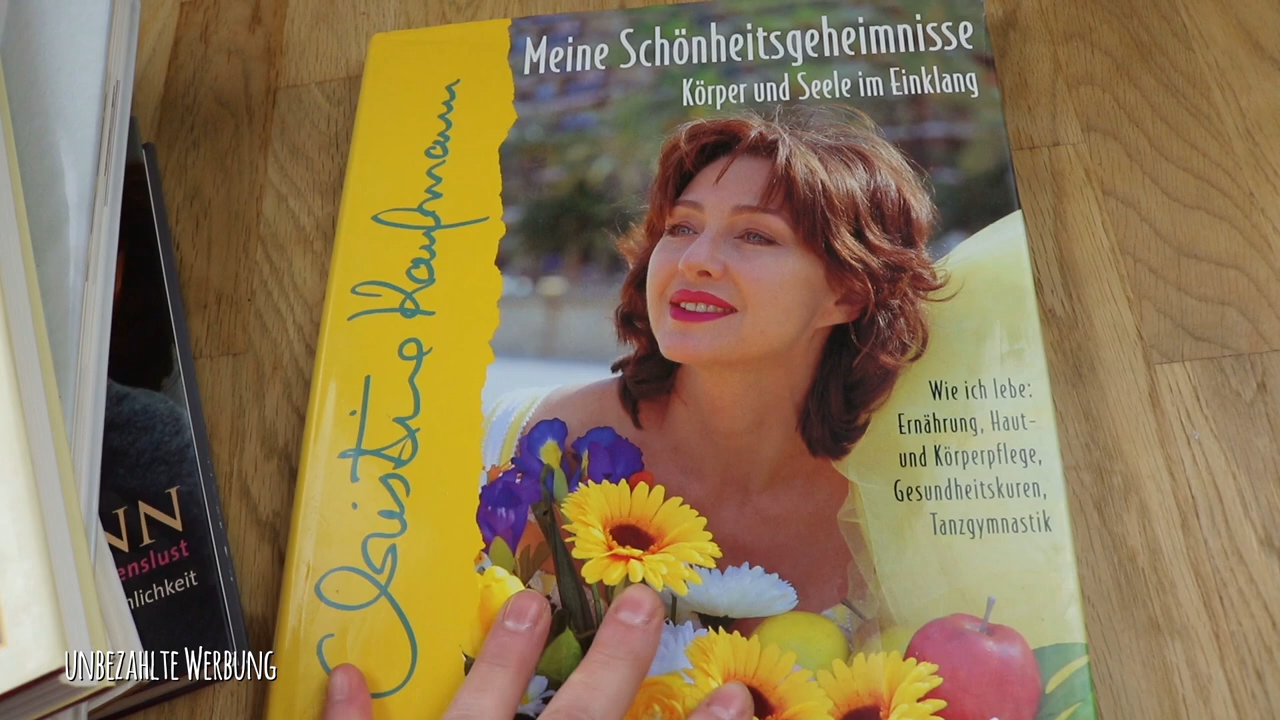 Meine Schönheitsgeheimnisse
Körper und Seele im Einklang
Christine Kaufmann
Wie ich lebe:
Ernährung, Haut-
und Körperpflege,
Gesundheitskuren,
Tanzgymnastik
NN
enslust
nlichkeit
UNBEZAHLTE WERBUNG